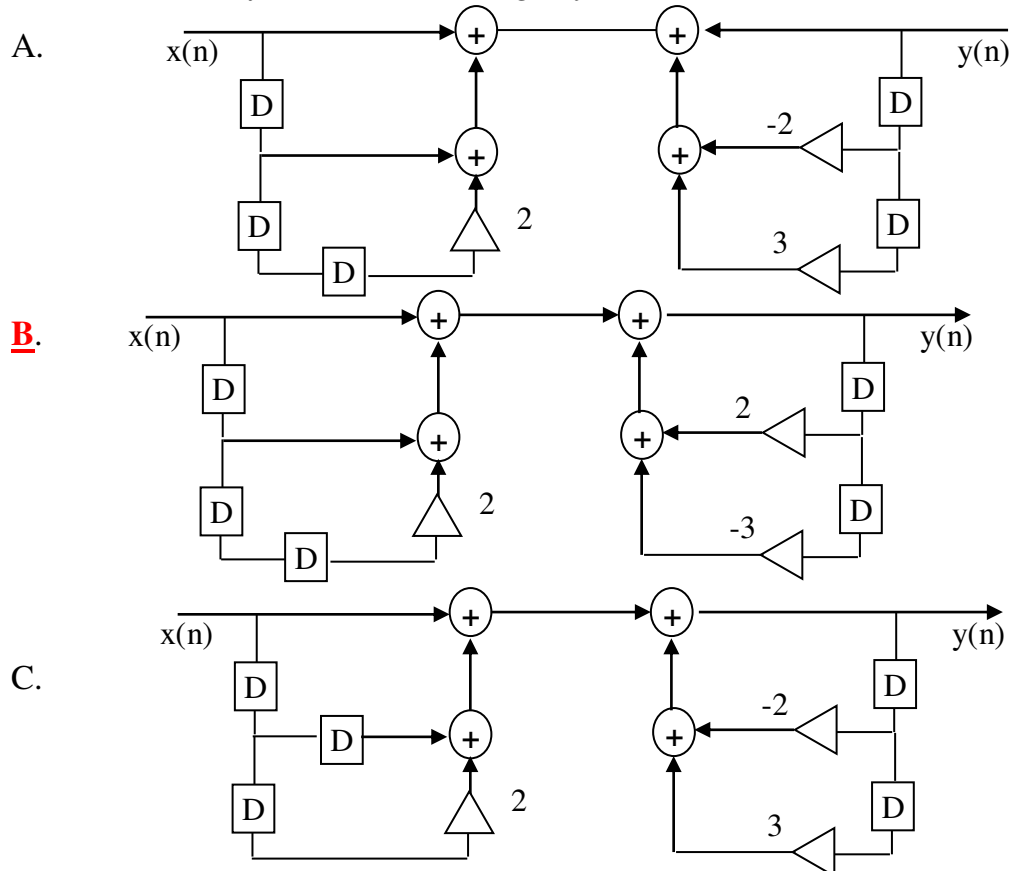 A.
+ +
x(n) y(n)
D D
-2
+ +
D D
2
3
D
B.
+ +
x(n) y(n)
D D
2
+ +
D D
2
-3
D
C.
+ +
x(n) y(n)
D D
-2
D + +
D D
2
3